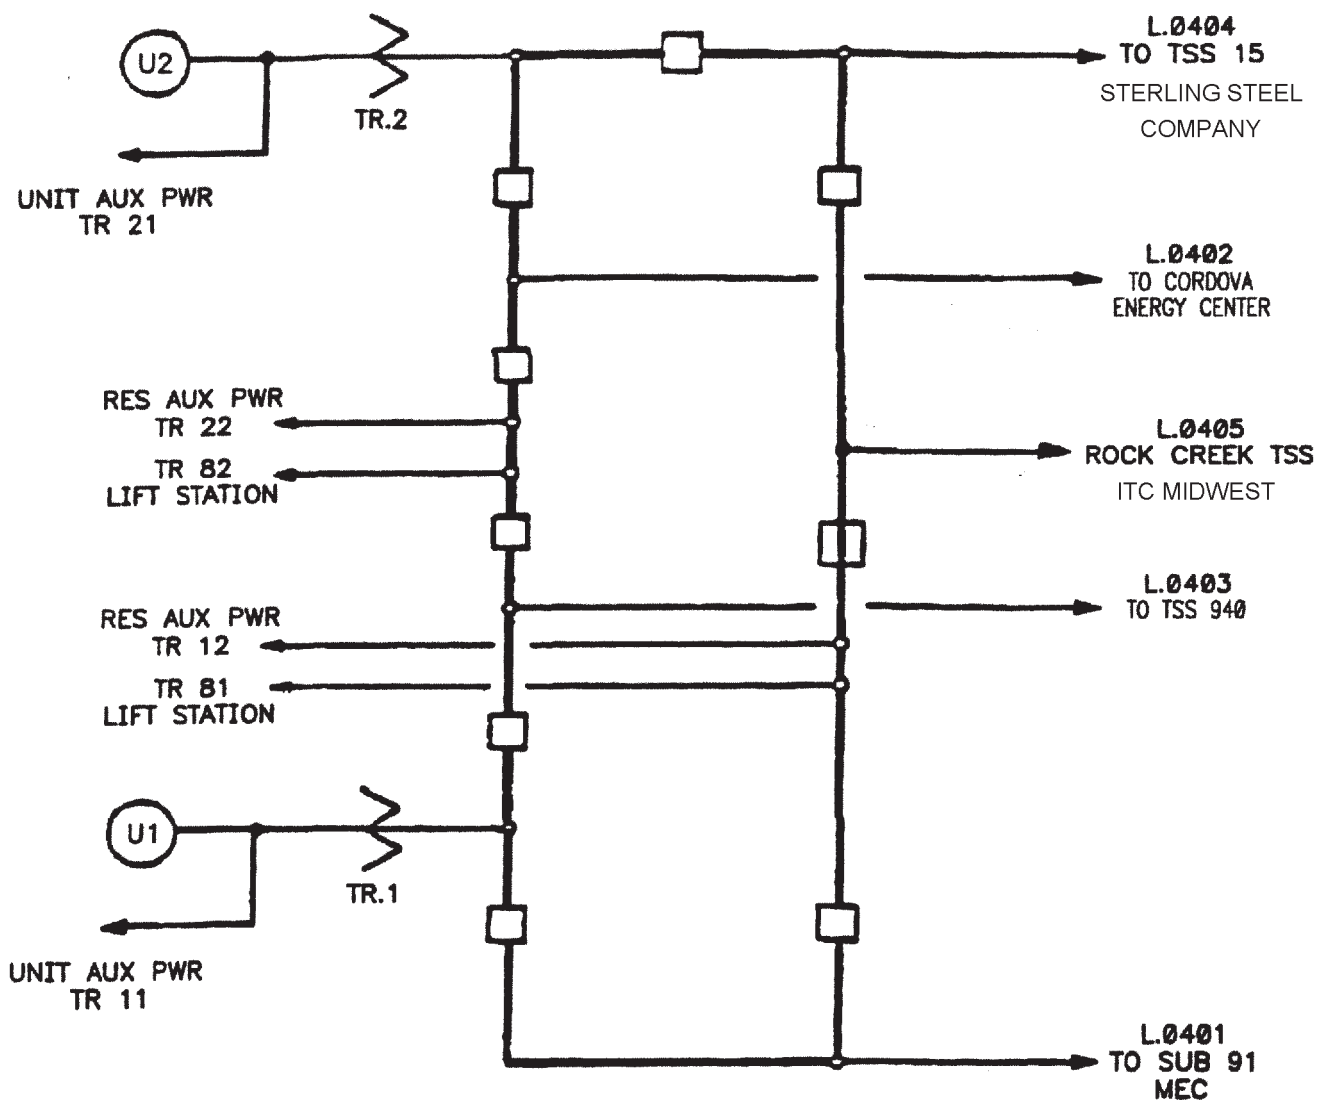 L.0404
TO TSS 15
STERLING STEEL
COMPANY
U2
TR.2
UNIT AUX PWR
TR 21
L.0402
TO CORDOVA
ENERGY CENTER
RES AUX PWR
TR 22
TR 82
LIFT STATION
L.0405
ROCK CREEK TSS
ITC MIDWEST
L.0403
TO TSS 940
RES AUX PWR
TR 12
TR 81
LIFT STATION
U1
TR.1
UNIT AUX PWR
TR 11
L.0401
TO SUB 91
MEC